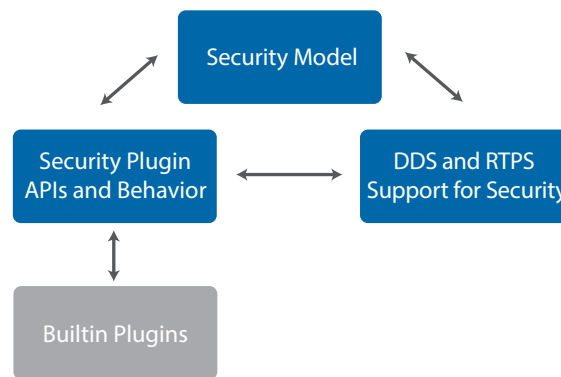 Security Model
Security Plugin
APIs and Behavior
DDS and RTPS
Support for Security
Builtin Plugins